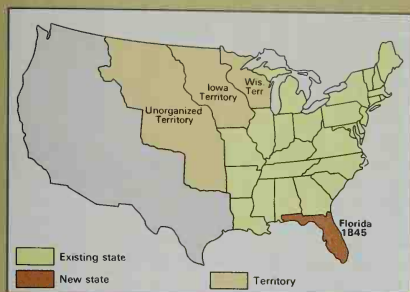 Iowa
Territory
Wis.
Terr
Unorganized
Territory
Florida
1845
Existing state
New state
Territory